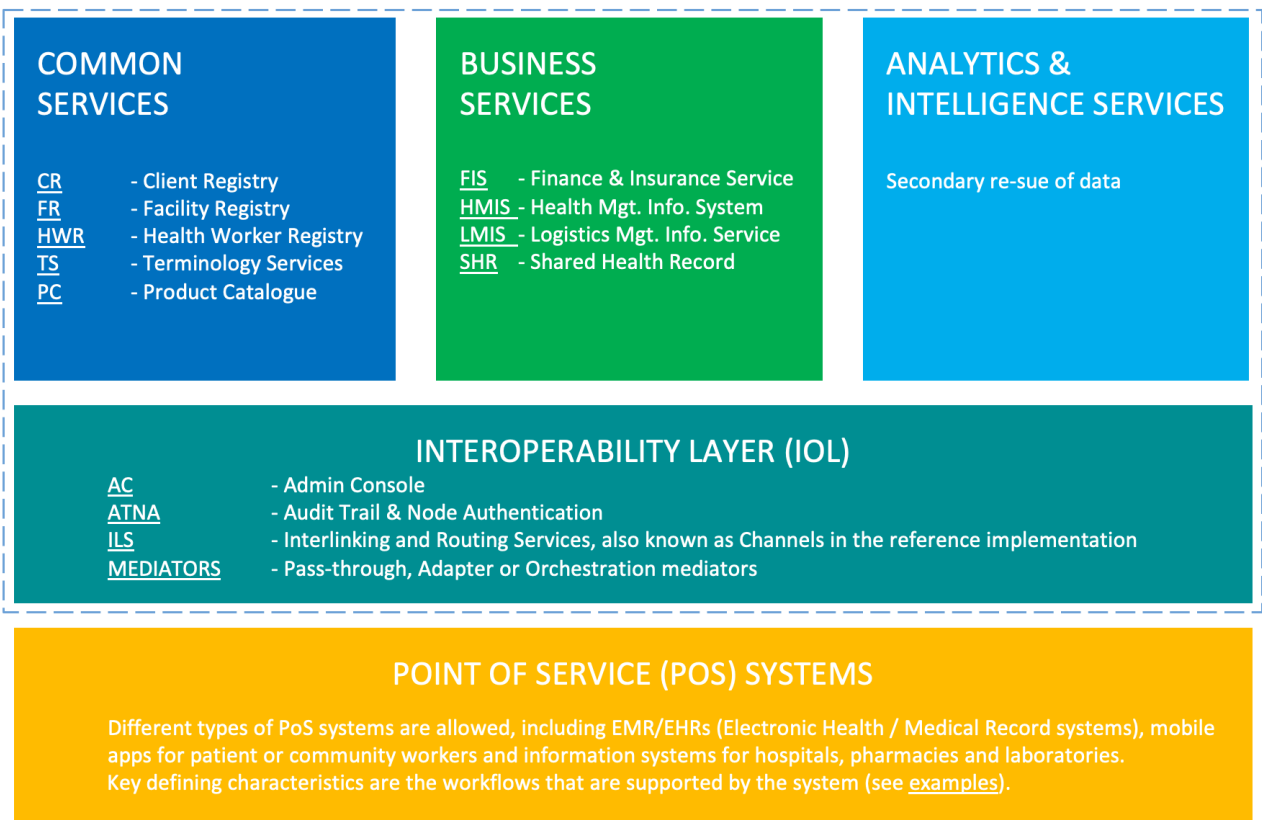 COMMON
SERVICES
CR - Client Registry
FR - Facility Registry
HWR - Health Worker Registry
TS - Terminology Services
PC - Product Catalogue
BUSINESS
SERVICES
FIS - Finance & Insurance Service
HMIS - Health Mgt. Info. System
LMIS - Logistics Mgt. Info. Service
SHR - Shared Health Record
ANALYTICS &
INTELLIGENCE SERVICES
Secondary re-sue of data
INTEROPERABILITY LAYER (IOL)
AC - Admin Console
ATNA - Audit Trail & Node Authentication
ILS - Interlinking and Routing Services, also known as Channels in the reference implementation
MEDIATORS - Pass-through, Adapter or Orchestration mediators
POINT OF SERVICE (POS) SYSTEMS
Different types of PoS systems are allowed, including EMR/EHRs (Electronic Health / Medical Record systems), mobile
apps for patient or community workers and information systems for hospitals, pharmacies and laboratories.
Key defining characteristics are the workflows that are supported by the system (see examples).